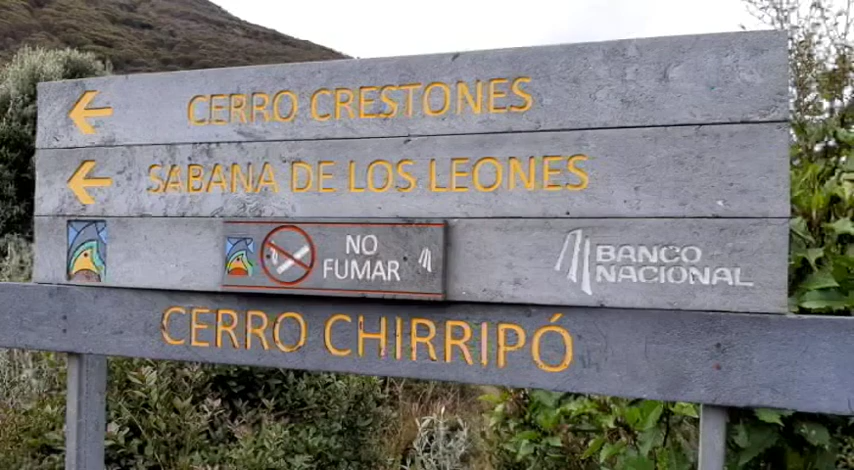 CERRO CRESTONES
SABANA DE LOS LEONES
NO
FUMAR
BANCO
NACIONAL
CERRO CHIRRIPÓ